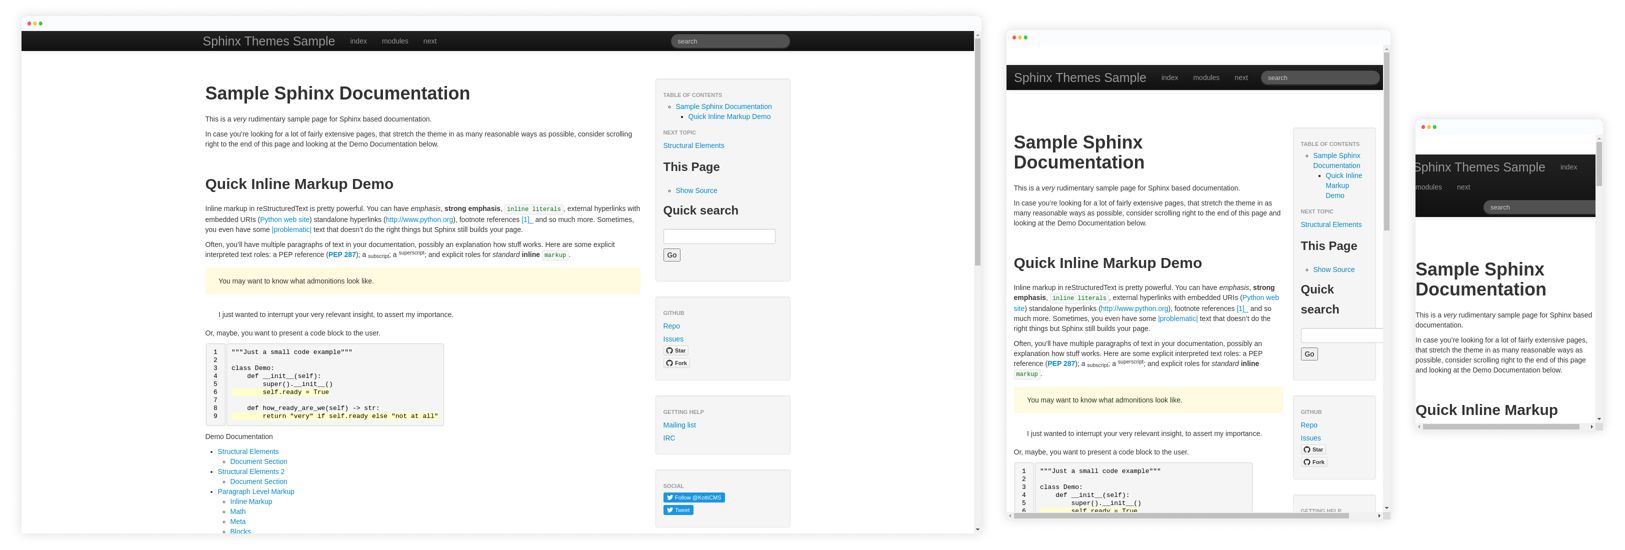 Sphinx Themes Sample index modules next search
Sample Sphinx Documentation
This is a very rudimentary sample page for Sphinx based documentation.
In case you're looking for a lot of fairly extensive pages, that stretch the theme in as many reasonable ways as possible, consider scrolling
right to the end of this page and looking at the Demo Documentation below.
Quick Inline Markup Demo
Inline markup in reStructuredText is pretty powerful. You can have emphasis, strong emphasis, inline literals, external hyperlinks with
embedded URIs (Python web site) standalone hyperlinks (http://www.python.org), footnote references [1]_ and so much more. Sometimes,
you even have some |problematic| text that doesn't do the right things but Sphinx still builds your page.
Often, you'll have multiple paragraphs of text in your documentation, possibly an explanation how stuff works. Here are some explicit
interpreted text roles: a PEP reference (PEP 287); a subscript, a superscript; and explicit roles for standard inline markup.
You may want to know what admonitions look like.
I just wanted to interrupt your very relevant insight, to assert my importance.
Or, maybe, you want to present a code block to the user.
1 """Just a small code example"""
2
3 class Demo:
4 def __init__(self):
5 super().__init__()
6 self.ready = True
7
8 def how_ready_are_we(self) -> str:
9 return "very" if self.ready else "not at all"
Demo Documentation
Structural Elements
Document Section
Structural Elements 2
Document Section
Paragraph Level Markup
Inline Markup
Math
Meta
Blocks
TABLE OF CONTENTS
Sample Sphinx Documentation
Quick Inline Markup Demo
NEXT TOPIC
Structural Elements
This Page
Show Source
Quick search
Go
GITHUB
Repo
Issues
Star
Fork
GETTING HELP
Mailing list
IRC
SOCIAL
Follow @KottiCMS
Tweet
Sphinx Themes Sample index modules next search
Sample Sphinx
Documentation
This is a very rudimentary sample page for Sphinx based documentation.
In case you're looking for a lot of fairly extensive pages, that stretch the theme in as
many reasonable ways as possible, consider scrolling right to the end of this page and
looking at the Demo Documentation below.
Quick Inline Markup Demo
Inline markup in reStructuredText is pretty powerful. You can have emphasis, strong
emphasis, inline literals, external hyperlinks with embedded URIs (Python web
site) standalone hyperlinks (http://www.python.org), footnote references [1]_ and so
much more. Sometimes, you even have some |problematic| text that doesn't do the
right things but Sphinx still builds your page.
Often, you'll have multiple paragraphs of text in your documentation, possibly an
explanation how stuff works. Here are some explicit interpreted text roles: a PEP
reference (PEP 287); a subscript, a superscript; and explicit roles for standard inline
markup.
You may want to know what admonitions look like.
I just wanted to interrupt your very relevant insight, to assert my importance.
Or, maybe, you want to present a code block to the user.
1 """Just a small code example"""
2
3 class Demo:
4 def __init__(self):
5 super().__init__()
6 self.ready = True
TABLE OF CONTENTS
Sample Sphinx
Documentation
Quick Inline
Markup
Demo
NEXT TOPIC
Structural Elements
This Page
Show Source
Quick
search
Go
GITHUB
Repo
Issues
Star
Fork
GETTING HELP
Sphinx Themes Sample index
modules next
search
Sample Sphinx
Documentation
This is a very rudimentary sample page for Sphinx based
documentation.
In case you're looking for a lot of fairly extensive pages,
that stretch the theme in as many reasonable ways as
possible, consider scrolling right to the end of this page
and looking at the Demo Documentation below.
Quick Inline Markup